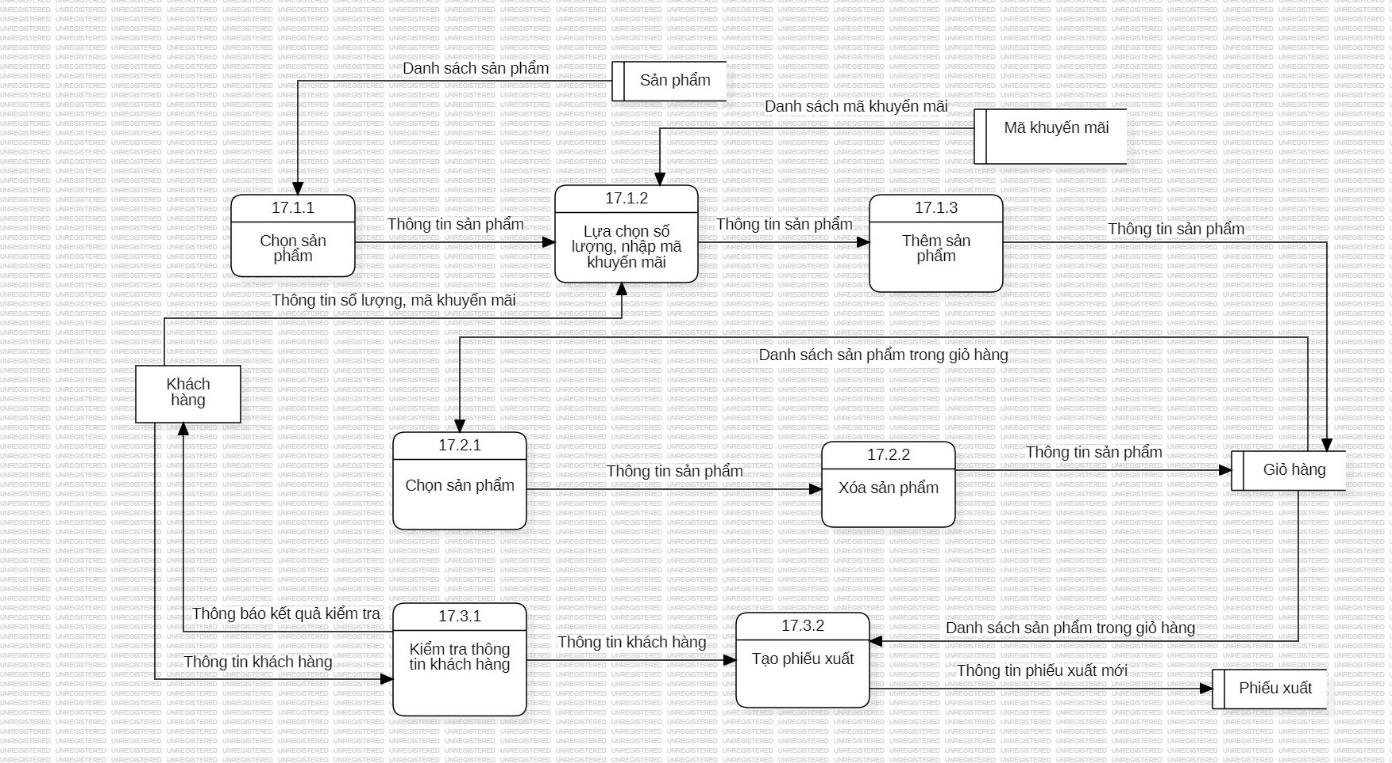 Danh sách sản phẩm
Sản phẩm
Danh sách mã khuyến mãi
Mã khuyến mãi
17.1.1
Chọn sản
phẩm
Thông tin sản phẩm
17.1.2
Lựa chọn số
lượng, nhập mã
khuyến mãi
Thông tin sản phẩm
17.1.3
Thêm sản
phẩm
Thông tin sản phẩm
Thông tin số lượng, mã khuyến mãi
Danh sách sản phẩm trong giỏ hàng
Khách
hàng
17.2.1
Chọn sản phẩm
Thông tin sản phẩm
17.2.2
Xóa sản phẩm
Thông tin sản phẩm
Giỏ hàng
Thông báo kết quả kiểm tra
Thông tin khách hàng
17.3.1
Kiểm tra thông
tin khách hàng
Thông tin khách hàng
17.3.2
Tạo phiếu xuất
Danh sách sản phẩm trong giỏ hàng
Thông tin phiếu xuất mới
Phiếu xuất
UNREGISTERED